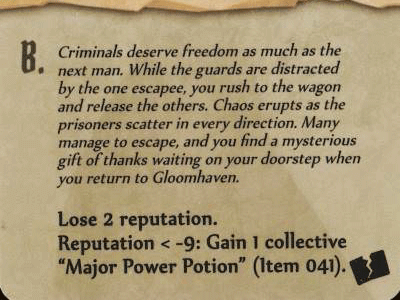 B.
Criminals deserve freedom as much as the
next man. While the guards are distracted
by the one escapee, you rush to the wagon
and release the others. Chaos erupts as the
prisoners scatter in every direction. Many
manage to escape, and you find a mysterious
gift of thanks waiting on your doorstep when
you return to Gloomhaven.
Lose 2 reputation.
Reputation < -9: Gain 1 collective
“Major Power Potion” (Item 041).